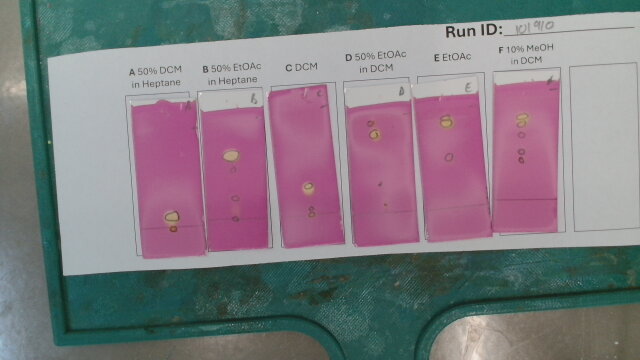 Run ID:
A 50% DCM
in Heptane
B 50% EtOAc
in Heptane
C DCM
D 50% EtOAc
in DCM
E EtOAc
F 10% MeOH
in DCM
B
C
D
E